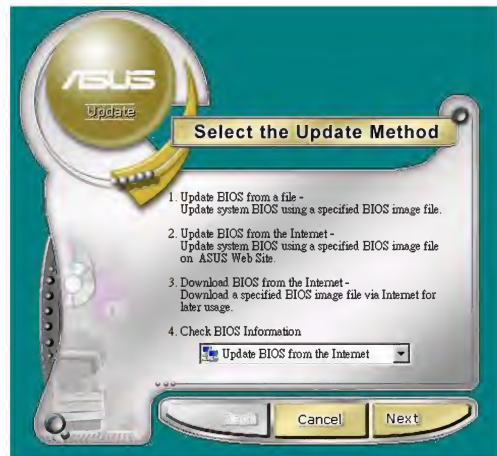 ASUS
Update
Select the Update Method
1. Update BIOS from a file -
Update system BIOS using a specified BIOS image file.
2. Update BIOS from the Internet -
Update system BIOS using a specified BIOS image file
on ASUS Web Site.
3. Download BIOS from the Internet -
Download a specified BIOS image file via Internet for
later usage.
4. Check BIOS Information
Update BIOS from the Internet
Back Cancel Next